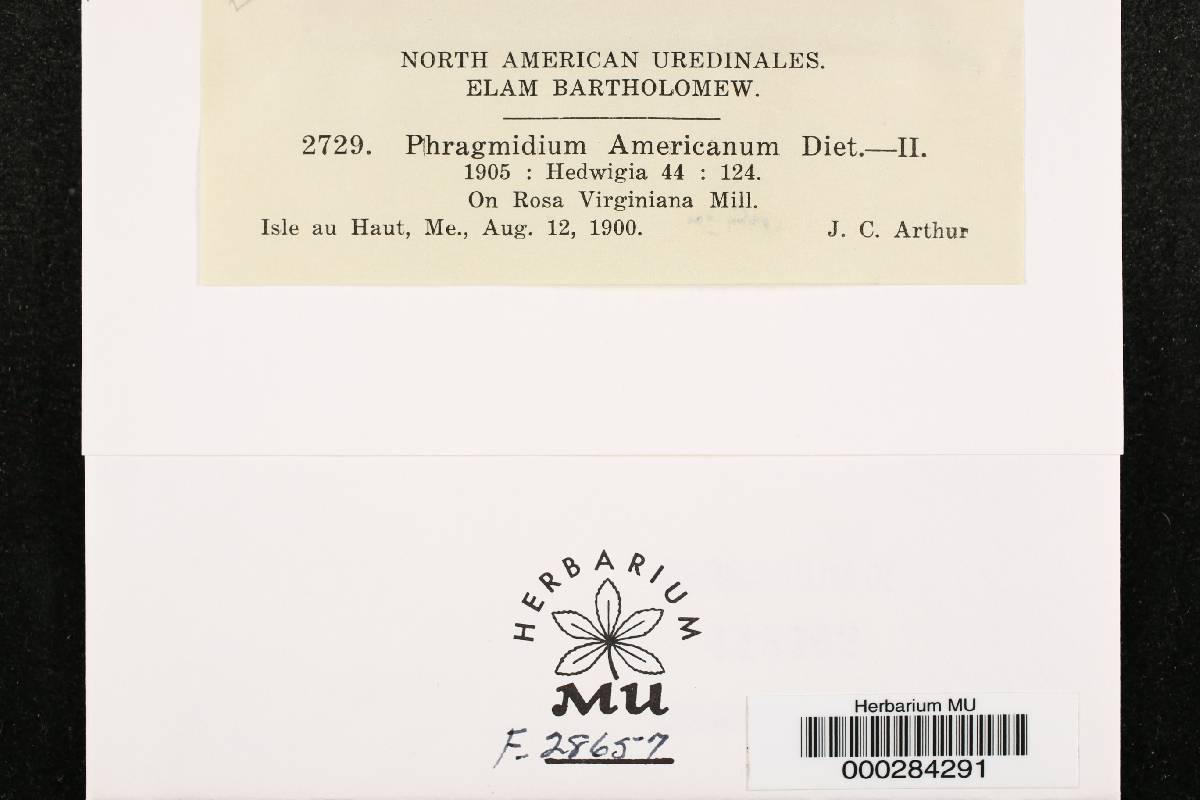 NORTH AMERICAN UREDINALES.
ELAM BARTHOLOMEW.
2729. Phragmidium Americanum Diet.—II.
1905 : Hedwigia 44 : 124.
On Rosa Virginiana Mill.
Isle au Haut, Me., Aug. 12, 1900. J. C. Arthur
HERBARIUM
MU
F. 28657
Herbarium MU
000284291